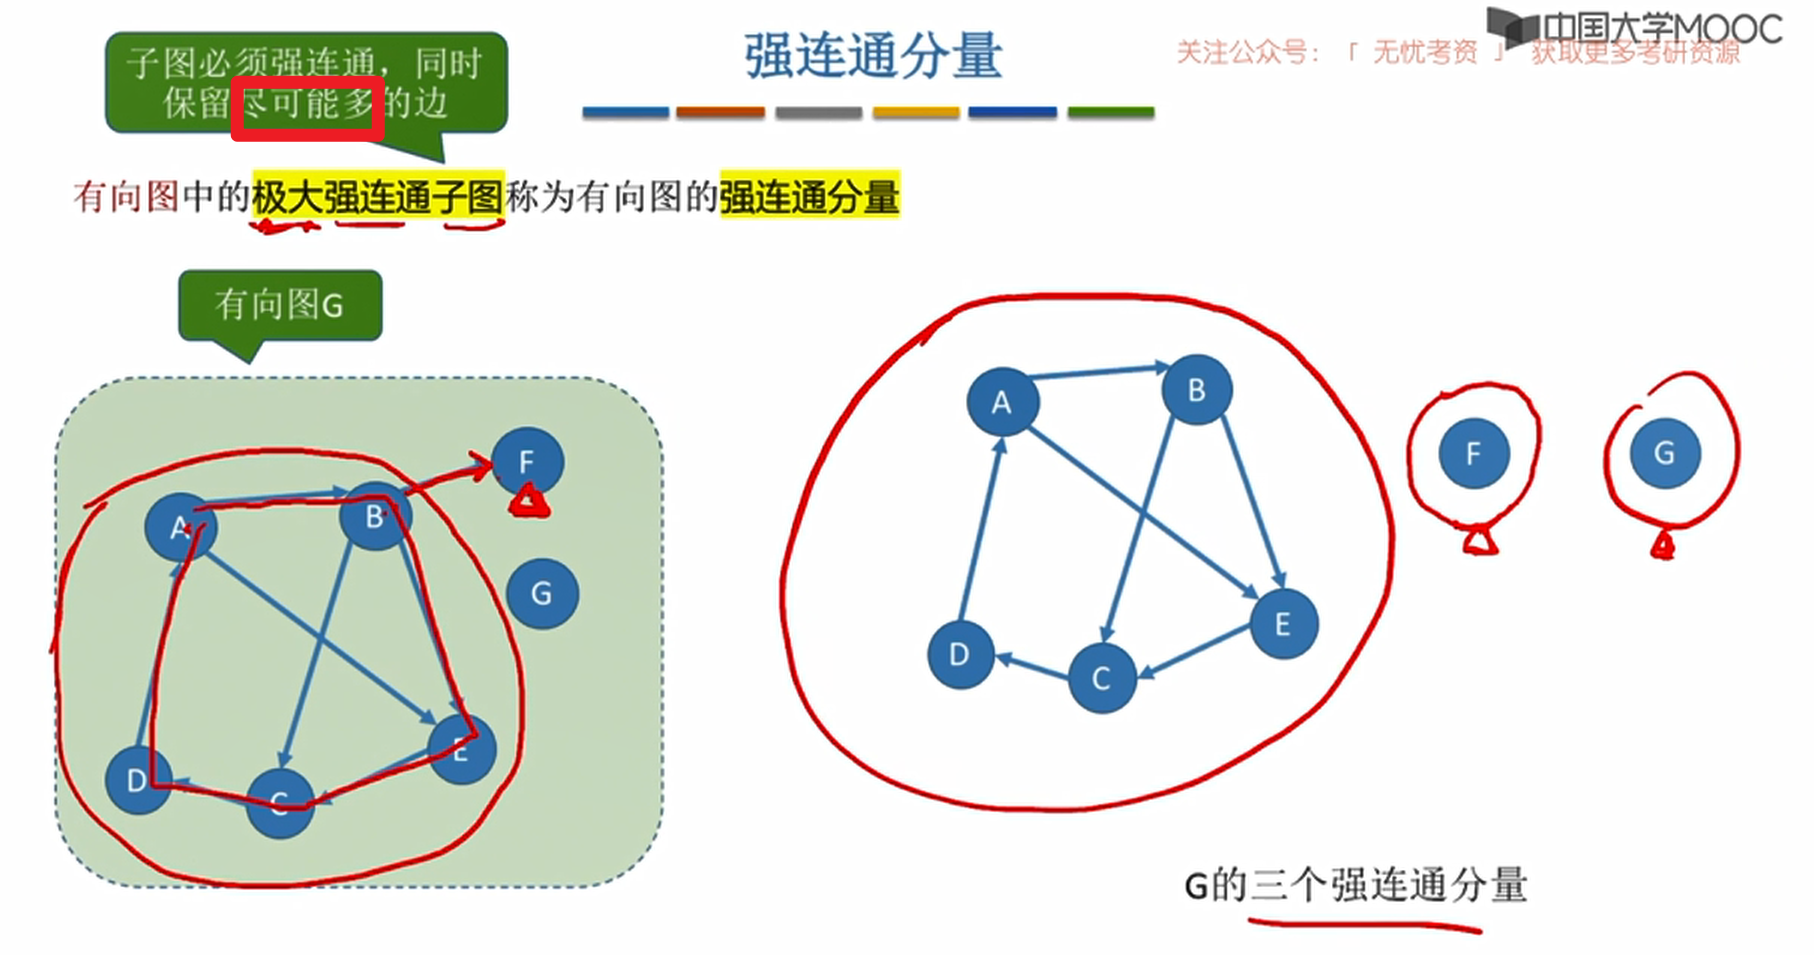 强连通分量
中国大学MOOC
关注公众号：「 无忧考资 」 获取更多考研资源
子图必须强连通，同时
保留尽可能多的边
有向图中的极大强连通子图称为有向图的强连通分量
有向图G
A
B
F
G
D
C
E
A
B
F
G
D
C
E
G的三个强连通分量